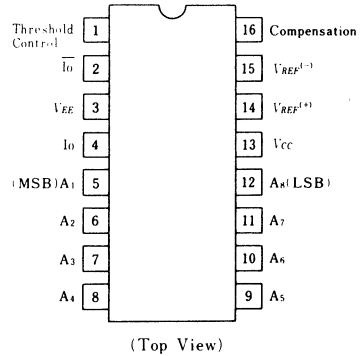 Threshold Control 1
16 Compensation
I̅o̅ 2
15 VREF(−)
VEE 3
14 VREF(+)
Io 4
13 VCC
(MSB)A1 5
12 A8(LSB)
A2 6
11 A7
A3 7
10 A6
A4 8
9 A5
(Top View)